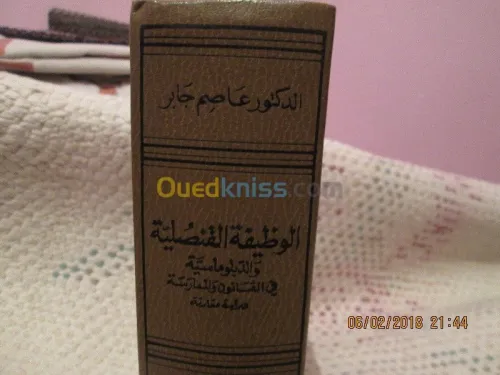 الدكتور عاصم جابر
Ouedkniss.com
الوظيفة القنصلية
والدبلوماسية
في القانون والممارسة
دراسة مقارنة
06/02/2018 21:44